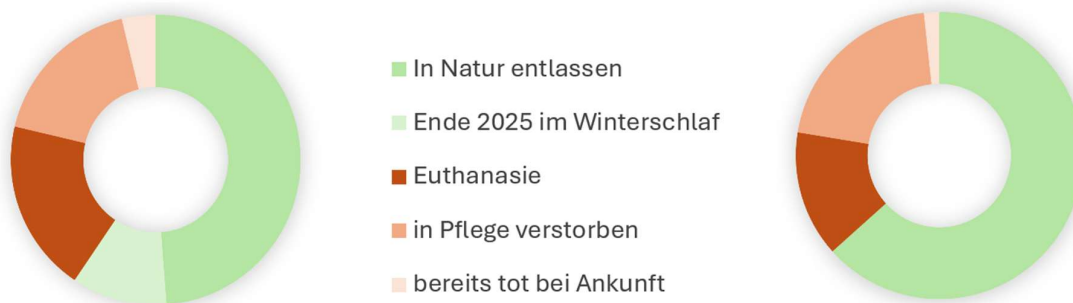 In Natur entlassen
Ende 2025 im Winterschlaf
Euthanasie
in Pflege verstorben
bereits tot bei Ankunft